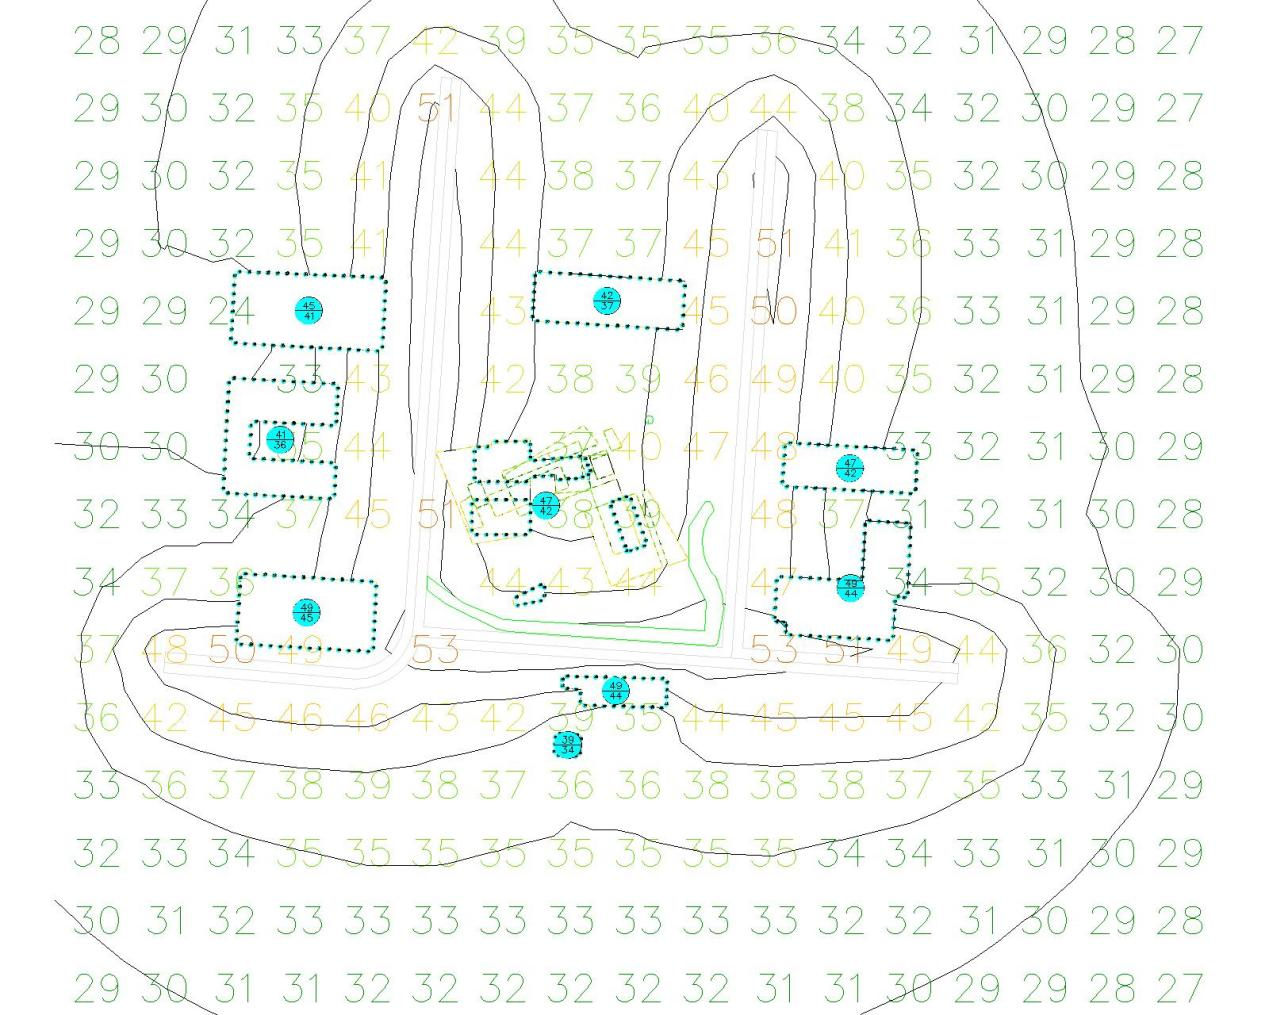 28 29 31 33 37 42 39 35 35 35 36 34 32 31 29 28 27
29 30 32 35 40 51 44 37 36 40 44 38 34 32 30 29 27
29 30 32 35 41 44 38 37 43 40 35 32 30 29 28
29 30 32 35 41 44 37 37 45 51 41 36 33 31 29 28
29 29 24 45 41 43 42 37 45 50 40 36 33 31 29 28
29 30 33 43 42 38 39 46 49 40 35 32 31 29 28
30 30 41 36 35 44 40 47 48 47 42 33 32 31 30 28
32 33 34 37 45 51 47 42 38 48 37 31 32 31 30 28
34 37 38 49 45 44 43 44 47 49 44 34 35 32 30 29
37 48 50 49 53 53 51 49 44 36 32 30
49 44
36 42 45 46 46 43 42 39 35 44 45 45 45 42 35 32 30
39 34
33 36 37 38 39 38 37 36 36 38 38 38 37 35 33 31 29
32 33 34 35 35 35 35 35 35 35 35 34 34 33 31 30 29
30 31 32 33 33 33 33 33 33 33 33 32 32 31 30 29 28
29 30 31 31 32 32 32 32 32 32 31 31 30 29 29 28 27